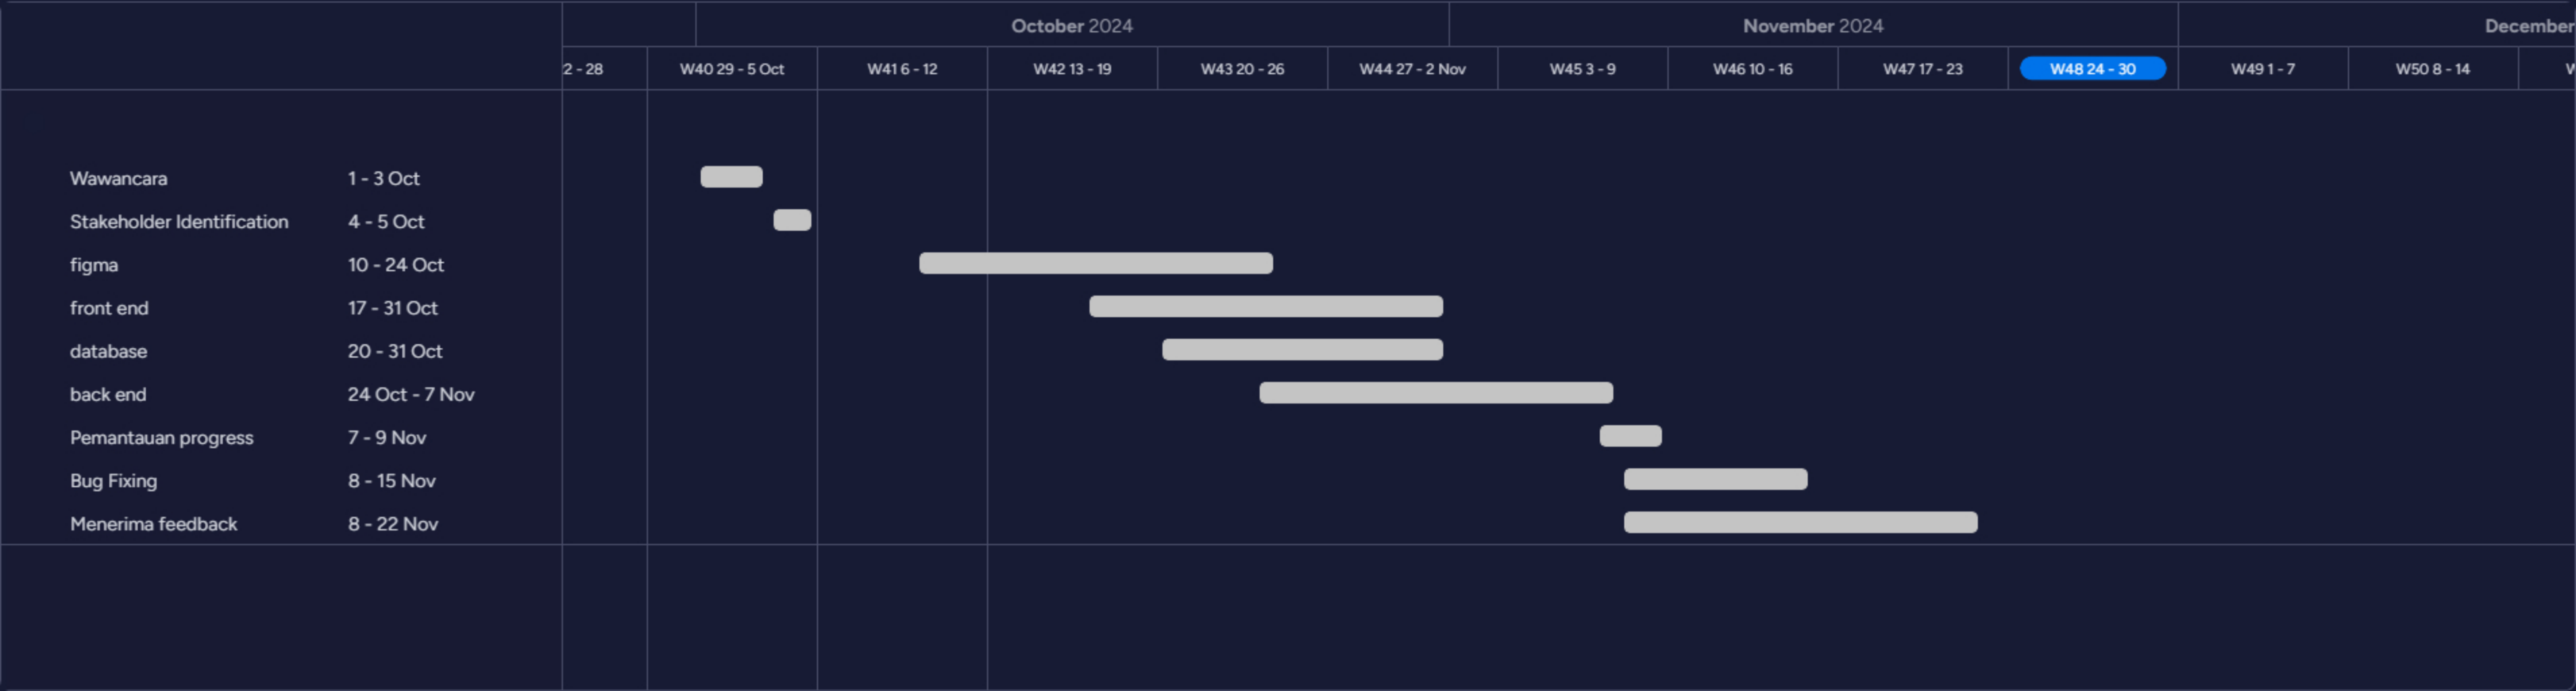 October 2024 November 2024 December
2 - 28 W40 29 - 5 Oct W41 6 - 12 W42 13 - 19 W43 20 - 26 W44 27 - 2 Nov W45 3 - 9 W46 10 - 16 W47 17 - 23 W48 24 - 30 W49 1 - 7 W50 8 - 14
Wawancara 1 - 3 Oct
Stakeholder Identification 4 - 5 Oct
figma 10 - 24 Oct
front end 17 - 31 Oct
database 20 - 31 Oct
back end 24 Oct - 7 Nov
Pemantauan progress 7 - 9 Nov
Bug Fixing 8 - 15 Nov
Menerima feedback 8 - 22 Nov